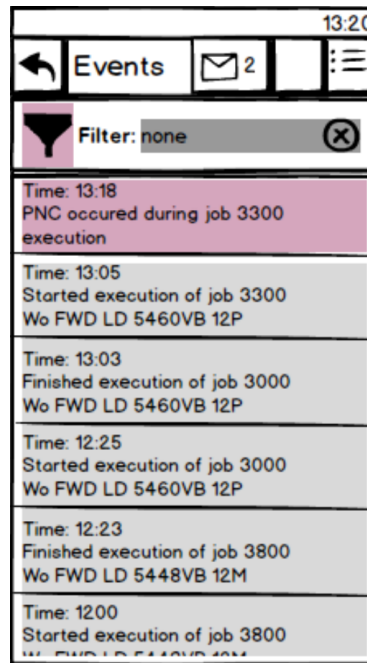 13:20
Events 2
Filter: none
Time: 13:18
PNC occured during job 3300
execution
Time: 13:05
Started execution of job 3300
Wo FWD LD 5460VB 12P
Time: 13:03
Finished execution of job 3000
Wo FWD LD 5460VB 12P
Time: 12:25
Started execution of job 3000
Wo FWD LD 5460VB 12P
Time: 12:23
Finished execution of job 3800
Wo FWD LD 5448VB 12M
Time: 1200
Started execution of job 3800